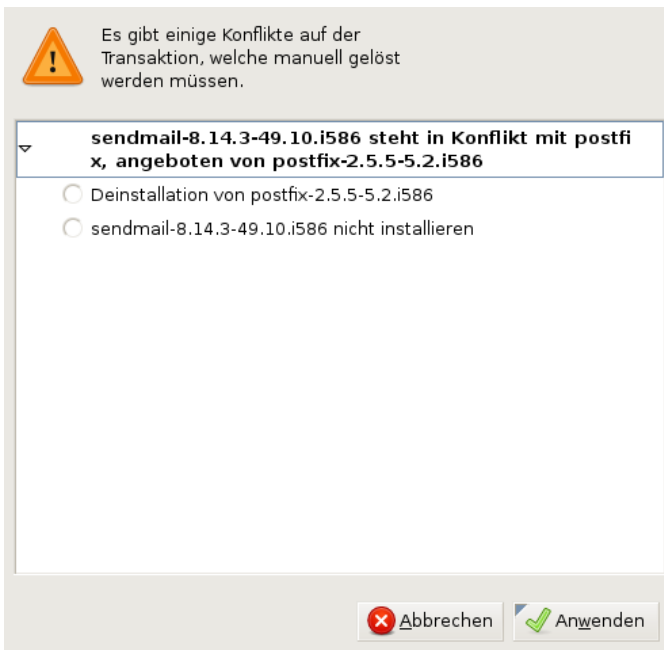 Es gibt einige Konflikte auf der
Transaktion, welche manuell gelöst
werden müssen.
sendmail-8.14.3-49.10.i586 steht in Konflikt mit postfi
x, angeboten von postfix-2.5.5-5.2.i586
Deinstallation von postfix-2.5.5-5.2.i586
sendmail-8.14.3-49.10.i586 nicht installieren
Abbrechen
Anwenden